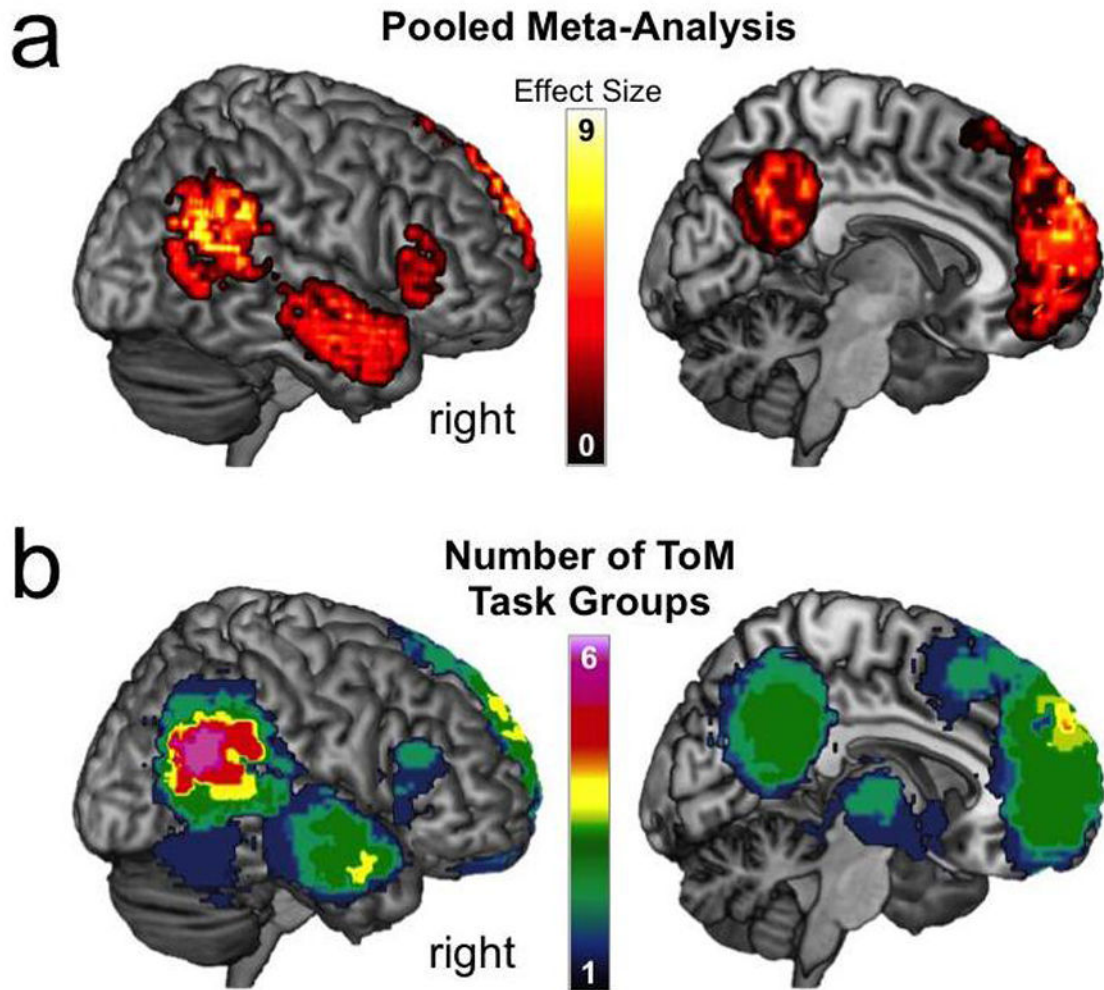 a
Pooled Meta-Analysis
Effect Size
9
0
right
b
Number of ToM
Task Groups
6
1
right